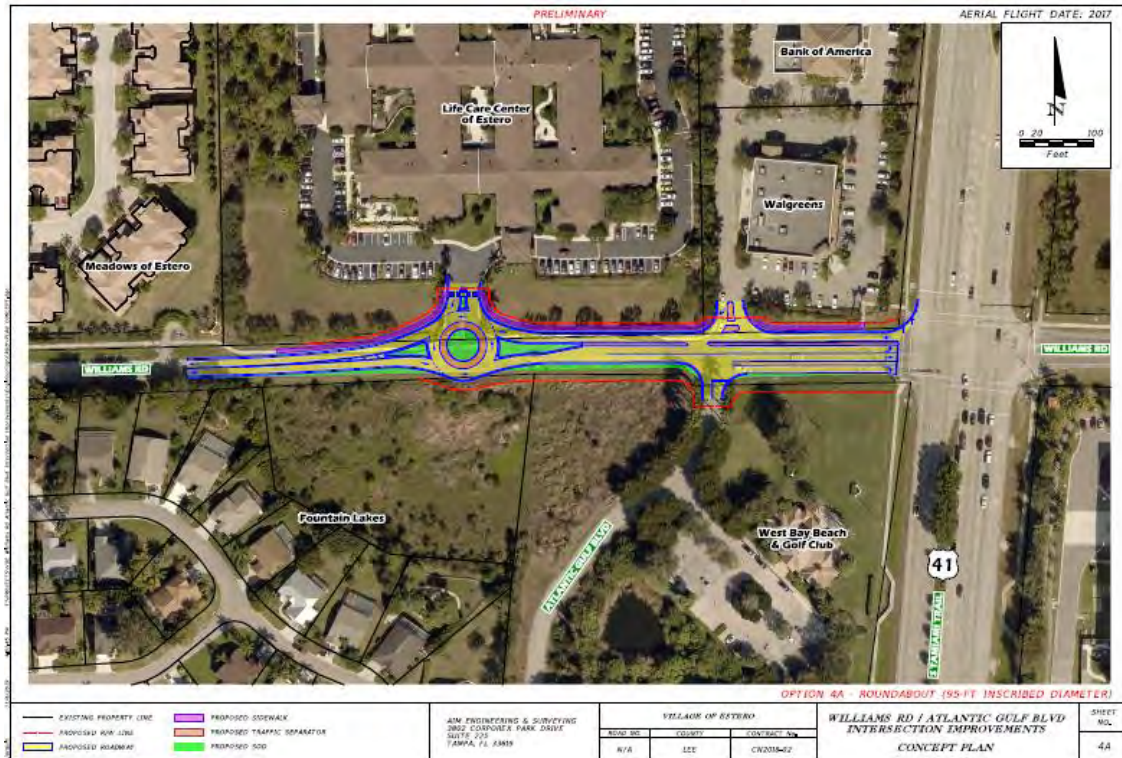 PRELIMINARY
AERIAL FLIGHT DATE: 2017
Bank of America
Life Care Center
of Estero
N
0 20 100
Feet
Walgreens
Meadows of Estero
WILLIAMS RD
WILLIAMS RD
Fountain Lakes
West Bay Beach
& Golf Club
ATLANTIC GULF BLVD
41
S TAMIAMI TRAIL
OPTION 4A - ROUNDABOUT (95-FT INSCRIBED DIAMETER)
EXISTING PROPERTY LINE
PROPOSED R/W LINE
PROPOSED ROADWAY
PROPOSED SIDEWALK
PROPOSED TRAFFIC SEPARATOR
PROPOSED SOD
AIM ENGINEERING & SURVEYING
3802 CORPOREX PARK DRIVE
SUITE 225
TAMPA, FL 33619
VILLAGE OF ESTERO
ROAD NO. COUNTY CONTRACT No.
N/A LEE CN2018-02
WILLIAMS RD / ATLANTIC GULF BLVD
INTERSECTION IMPROVEMENTS
CONCEPT PLAN
SHEET
NO.
4A